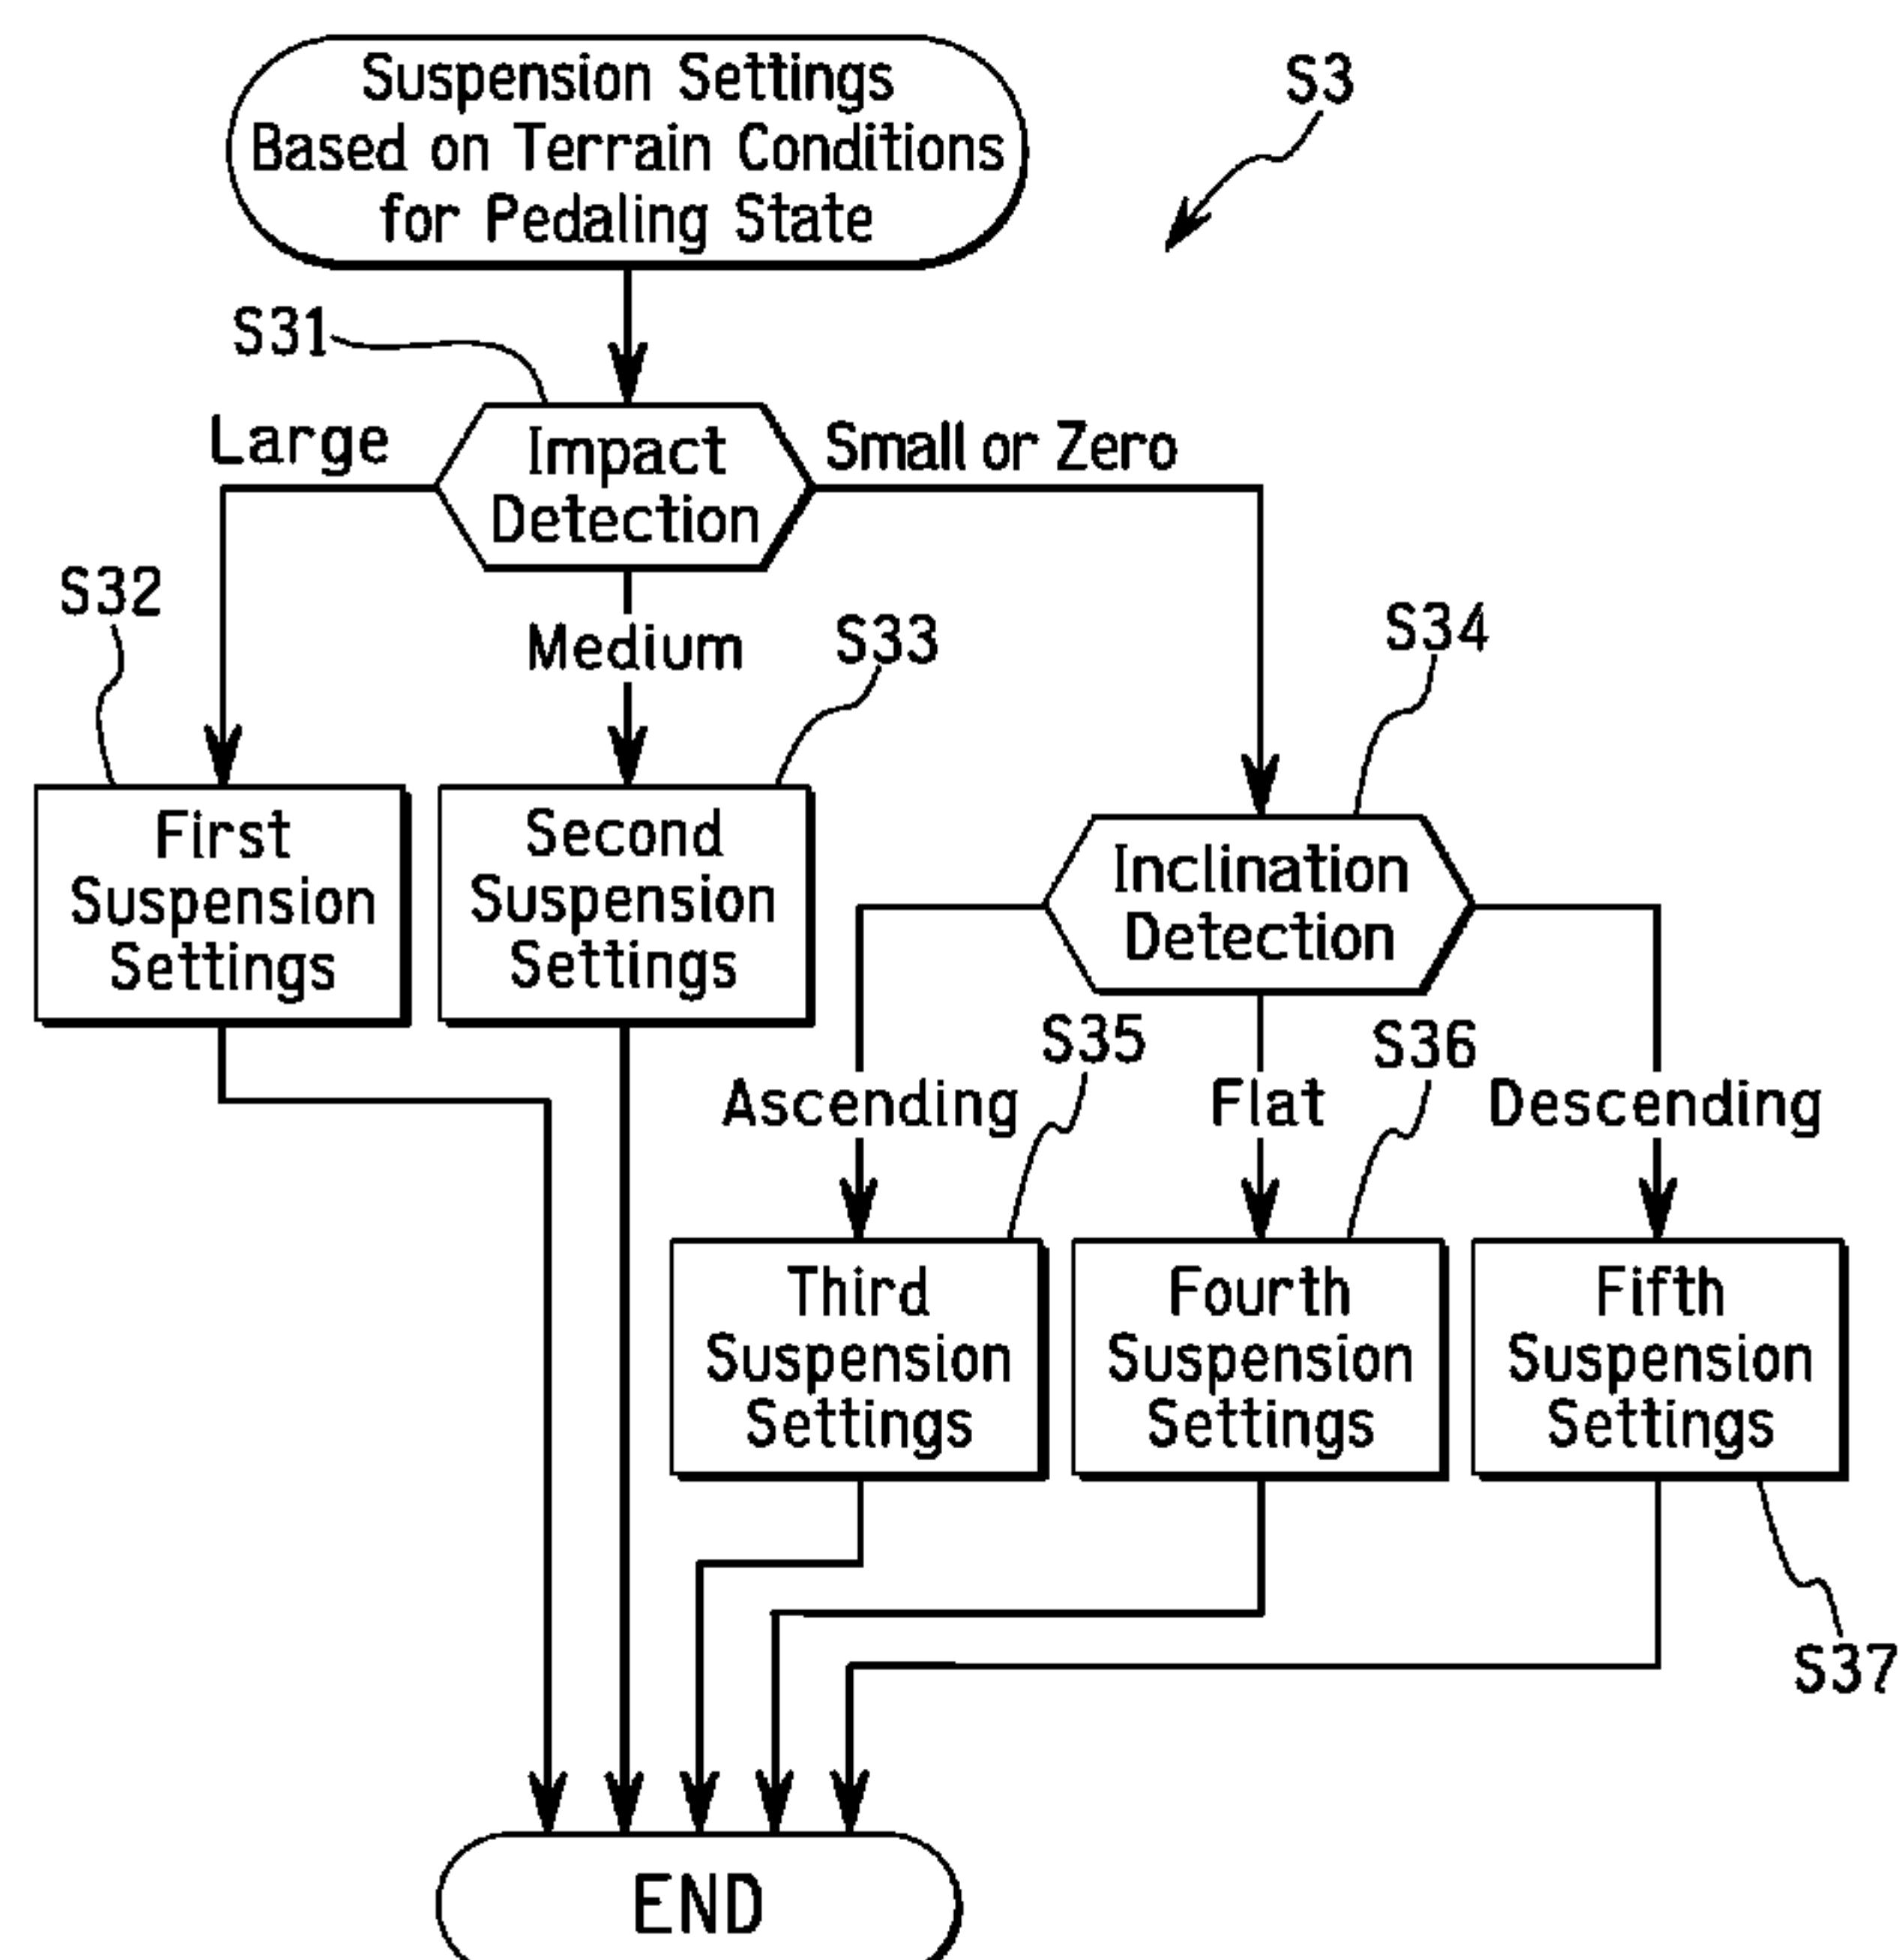 Suspension Settings
Based on Terrain Conditions
for Pedaling State
S3
S31
Large
Impact
Detection
Small or Zero
S32
Medium
S33
S34
First
Suspension
Settings
Second
Suspension
Settings
Inclination
Detection
S35
S36
Ascending
Flat
Descending
Third
Suspension
Settings
Fourth
Suspension
Settings
Fifth
Suspension
Settings
S37
END